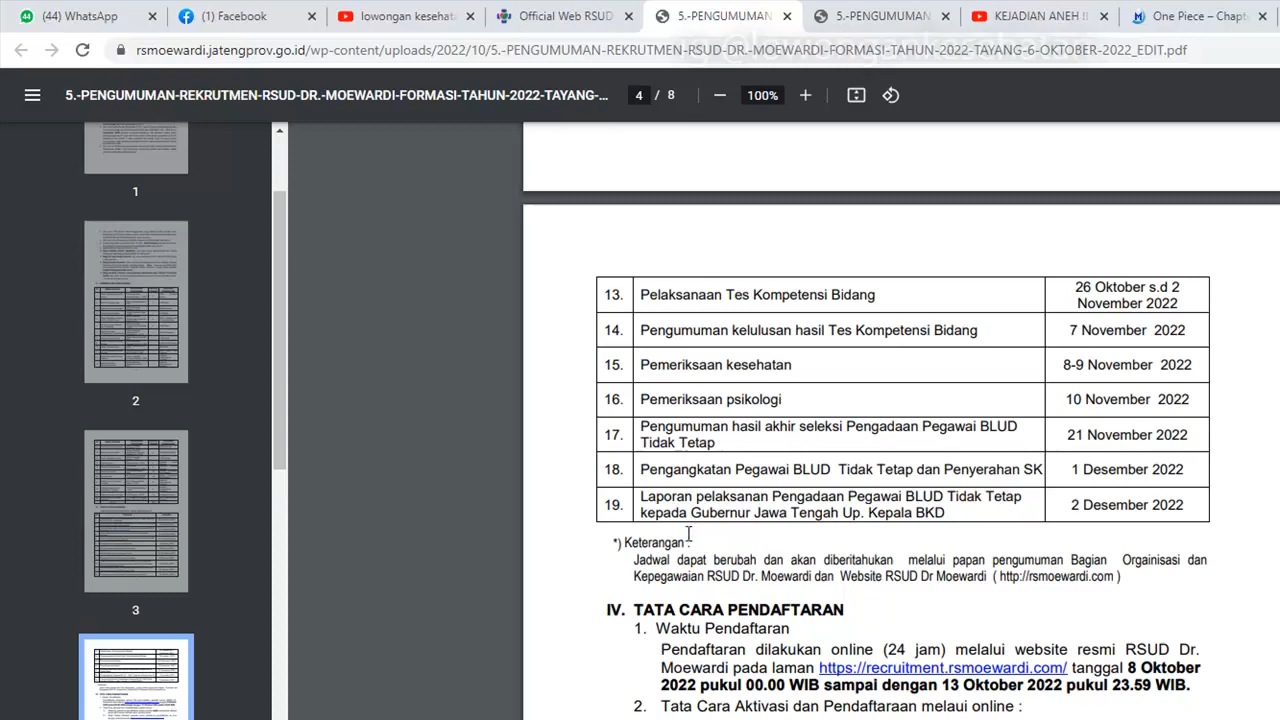 (44) WhatsApp
(1) Facebook
lowongan kesehat
Official Web RSUD
5.-PENGUMUMAN
5.-PENGUMUMAN
KEJADIAN ANEH !!
One Piece – Chapt
rsmoewardi.jatengprov.go.id/wp-content/uploads/2022/10/5.-PENGUMUMAN-REKRUTMEN-RSUD-DR.-MOEWARDI-FORMASI-TAHUN-2022-TAYANG-6-OKTOBER-2022_EDIT.pdf
5.-PENGUMUMAN-REKRUTMEN-RSUD-DR.-MOEWARDI-FORMASI-TAHUN-2022-TAYANG-...
4 / 8
100%
1
2
3
13. Pelaksanaan Tes Kompetensi Bidang 26 Oktober s.d 2
November 2022
14. Pengumuman kelulusan hasil Tes Kompetensi Bidang 7 November 2022
15. Pemeriksaan kesehatan 8-9 November 2022
16. Pemeriksaan psikologi 10 November 2022
17. Pengumuman hasil akhir seleksi Pengadaan Pegawai BLUD
Tidak Tetap 21 November 2022
18. Pengangkatan Pegawai BLUD Tidak Tetap dan Penyerahan SK 1 Desember 2022
19. Laporan pelaksanan Pengadaan Pegawai BLUD Tidak Tetap
kepada Gubernur Jawa Tengah Up. Kepala BKD 2 Desember 2022
*) Keterangan :
Jadwal dapat berubah dan akan diberitahukan melalui papan pengumuman Bagian Orgainisasi dan
Kepegawaian RSUD Dr. Moewardi dan Website RSUD Dr Moewardi ( http://rsmoewardi.com )
IV. TATA CARA PENDAFTARAN
1. Waktu Pendaftaran
Pendaftaran dilakukan online (24 jam) melalui website resmi RSUD Dr.
Moewardi pada laman https://recruitment.rsmoewardi.com/ tanggal 8 Oktober
2022 pukul 00.00 WIB sampai dengan 13 Oktober 2022 pukul 23.59 WIB.
2. Tata Cara Aktivasi dan Pendaftaraan melaui online :